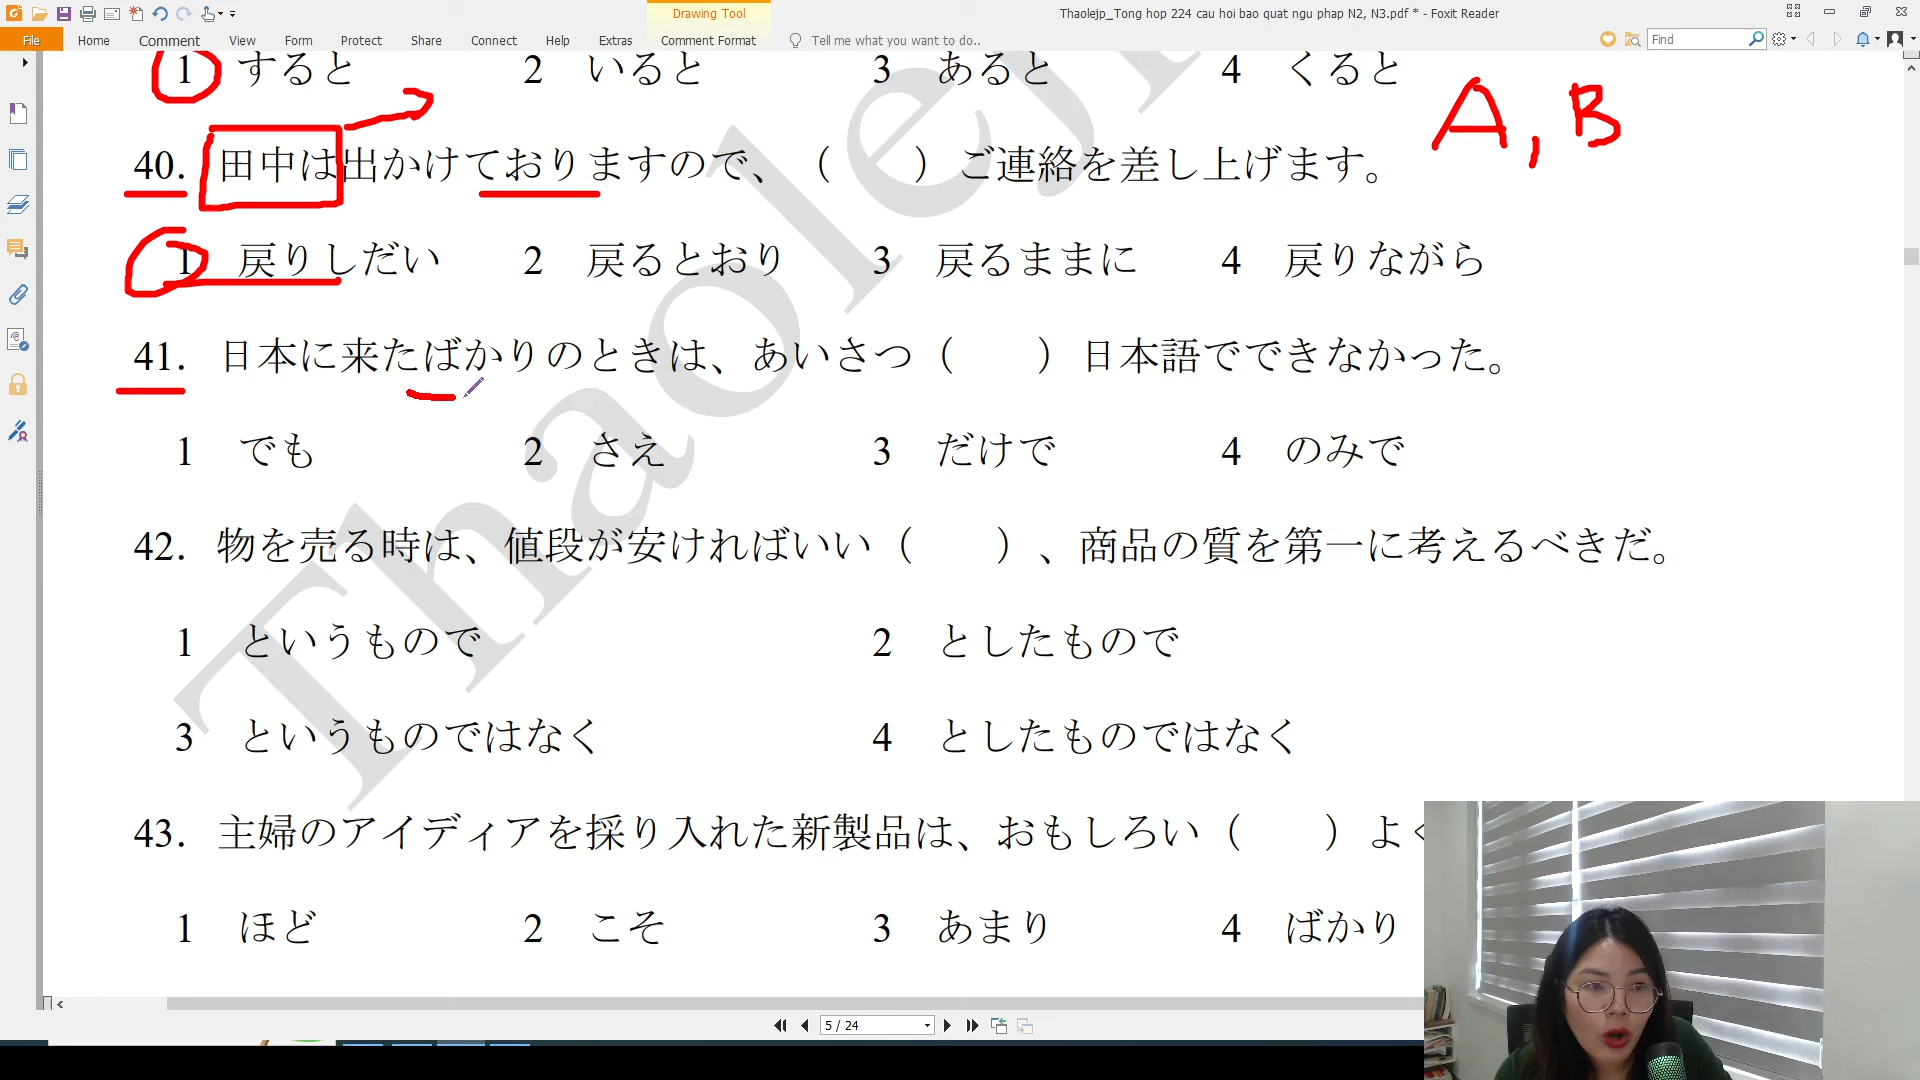 Drawing Tool
Thaolejp_Tong hop 224 cau hoi bao quat ngu phap N2, N3.pdf * - Foxit Reader
File Home Comment View Form Protect Share Connect Help Extras Comment Format Tell me what you want to do.. Find
1 すると 2 いると 3 あると 4 くると
A, B
40. 田中は出かけておりますので、( )ご連絡を差し上げます。
1 戻りしだい 2 戻るとおり 3 戻るままに 4 戻りながら
41. 日本に来たばかりのときは、あいさつ( )日本語でできなかった。
1 でも 2 さえ 3 だけで 4 のみで
42. 物を売る時は、値段が安ければいい( )、商品の質を第一に考えるべきだ。
1 というもので 2 としたもので
3 というものではなく 4 としたものではなく
43. 主婦のアイディアを採り入れた新製品は、おもしろい( )よく
1 ほど 2 こそ 3 あまり 4 ばかり
Thaolejp
5 / 24